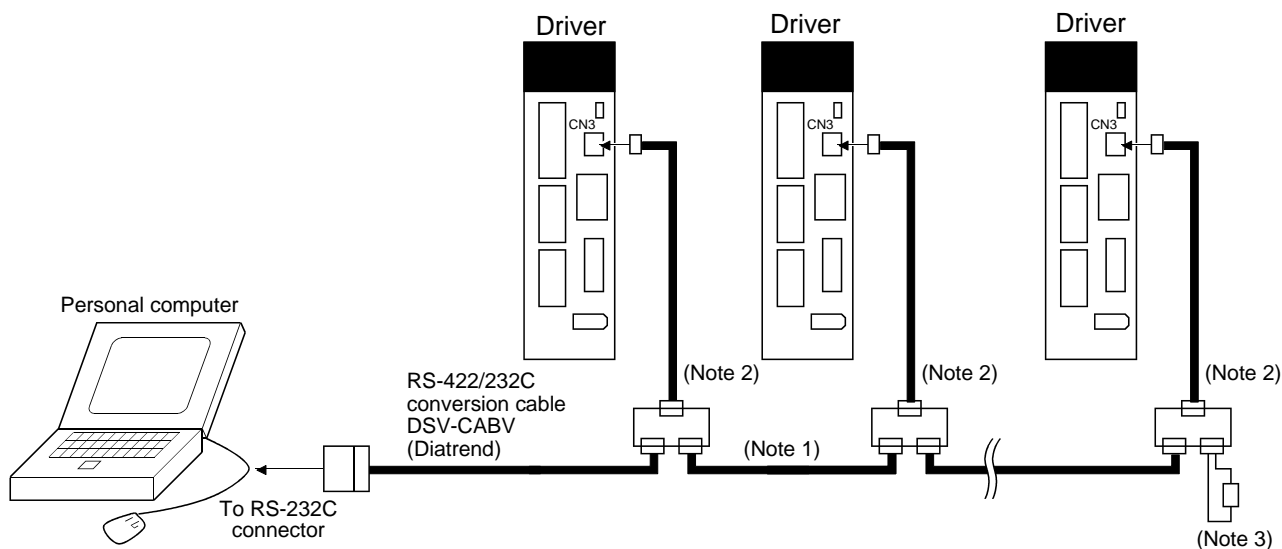 Driver
Driver
Driver
CN3
CN3
CN3
Personal computer
RS-422/232C
conversion cable
DSV-CABV
(Diatrend)
(Note 2)
(Note 2)
(Note 2)
(Note 1)
To RS-232C
connector
(Note 3)